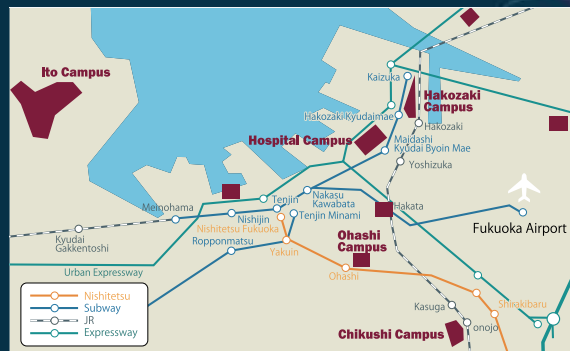 Ito Campus
Kaizuka
Hakozaki
Campus
Hakozaki Kyudaimae
Hakozaki
Hospital Campus
Maidashi
Kyudai Byoin Mae
Yoshizuka
Nakasu
Kawabata
Tenjin
Meinohama
Nishijin
Tenjin Minami
Hakata
Nishitetsu Fukuoka
Fukuoka Airport
Kyudai
Gakkentoshi
Ropponmatsu
Yakuin
Ohashi
Campus
Urban Expressway
Ohashi
Nishitetsu
Subway
JR
Expressway
Kasuga
Shirakibaru
onojo
Chikushi Campus